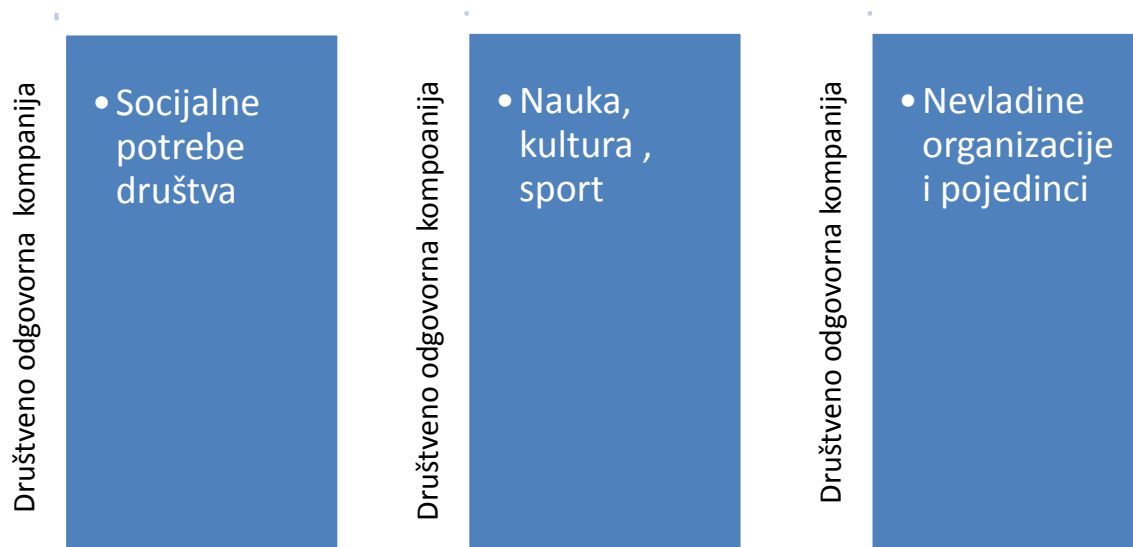 Društveno odgovorna kompanija
• Socijalne
potrebe
društva
Društveno odgovorna kompoanija
• Nauka,
kultura ,
sport
Društveno odgovorna kompanija
• Nevladine
organizacije
i pojedinci